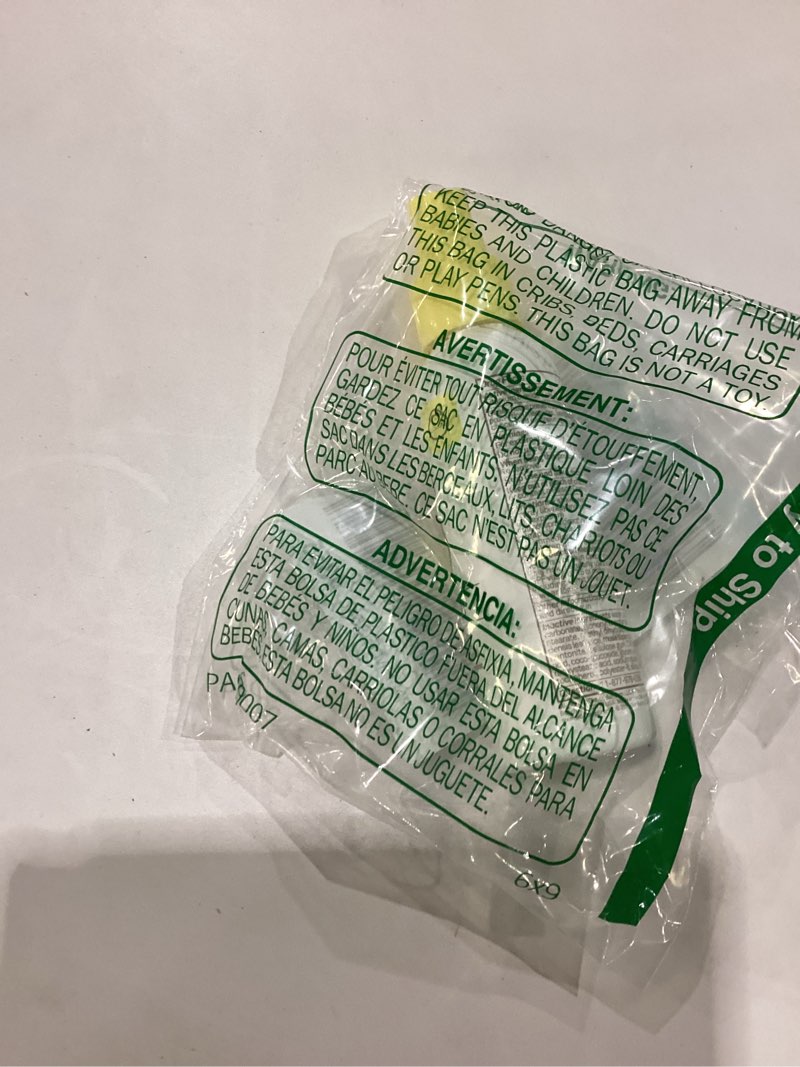 KEEP THIS PLASTIC BAG AWAY FROM
BABIES AND CHILDREN. DO NOT USE
THIS BAG IN CRIBS, BEDS, CARRIAGES
OR PLAY PENS. THIS BAG IS NOT A TOY.
AVERTISSEMENT:
POUR ÉVITER TOUT RISQUE D'ÉTOUFFEMENT,
GARDEZ CE SAC EN PLASTIQUE LOIN DES
BEBÉS ET LES ENFANTS. N'UTILISEZ PAS CE
SAC DANS LES BERCEAUX, LITS, CHARIOTS OU
PARC AU BERE. CE SAC N'EST PAS UN JOUET.
ADVERTENCIA:
PARA EVITAR EL PELIGRO DE ASFIXIA, MANTENGA
ESTA BOLSA DE PLÁSTICO FUERA DEL ALCANCE
DE BEBES Y NIÑOS. NO USAR ESTA BOLSA EN
CUNAS, CAMAS, CARRIOLAS O CORRALES PARA
BEBES, ESTA BOLSA NO ES UN JUGUETE.
6x9
to Ship